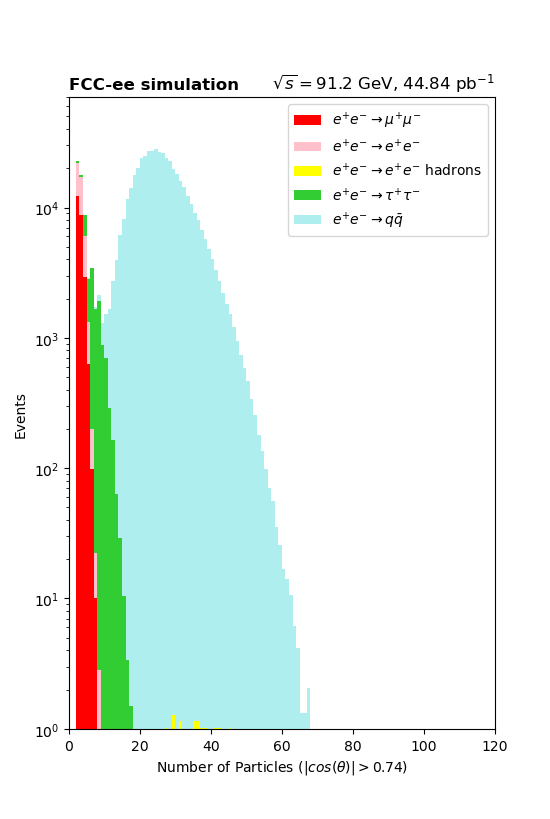 FCC-ee simulation √s = 91.2 GeV, 44.84 pb⁻¹
e⁺e⁻ → μ⁺μ⁻
e⁺e⁻ → e⁺e⁻
e⁺e⁻ → e⁺e⁻ hadrons
e⁺e⁻ → τ⁺τ⁻
e⁺e⁻ → qq̄
10⁴
10³
10²
10¹
10⁰
Events
0 20 40 60 80 100 120
Number of Particles (|cos(θ)| > 0.74)